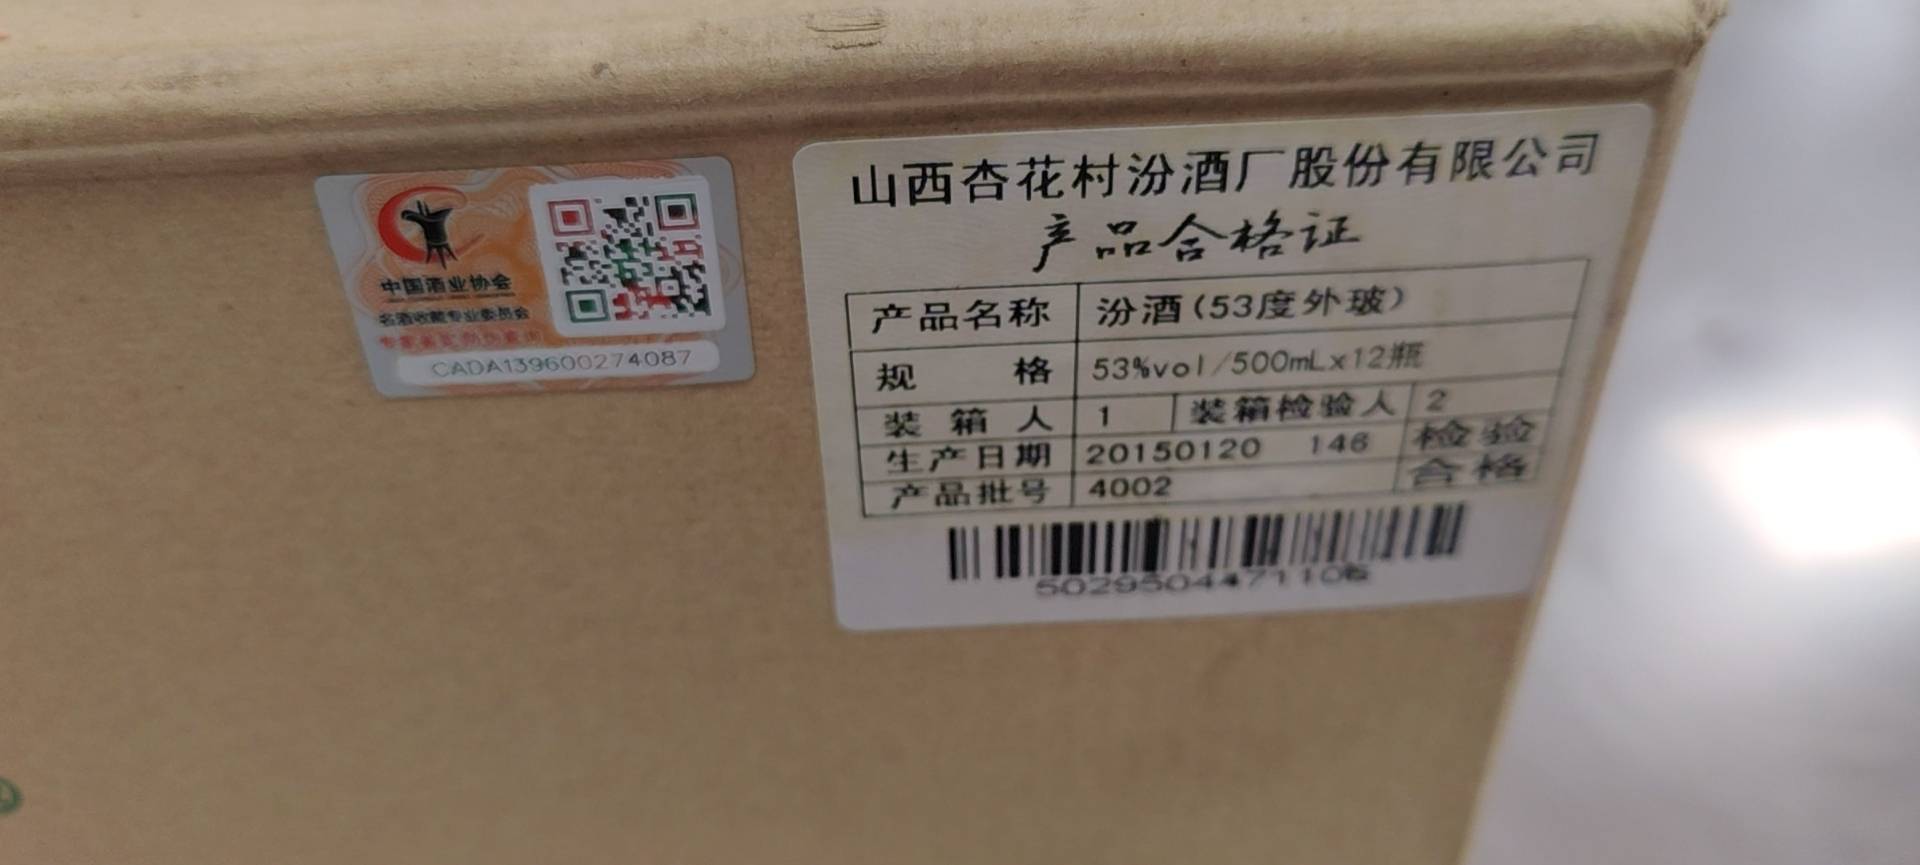 中国酒业协会
名酒收藏专业委员会
CADA139600274087
山西杏花村汾酒厂股份有限公司
产品合格证
产品名称 汾酒(53度外玻)
规格 53%vol/500mL×12瓶
装箱人 1 装箱检验人 2
生产日期 20150120 146 检验
产品批号 4002 合格